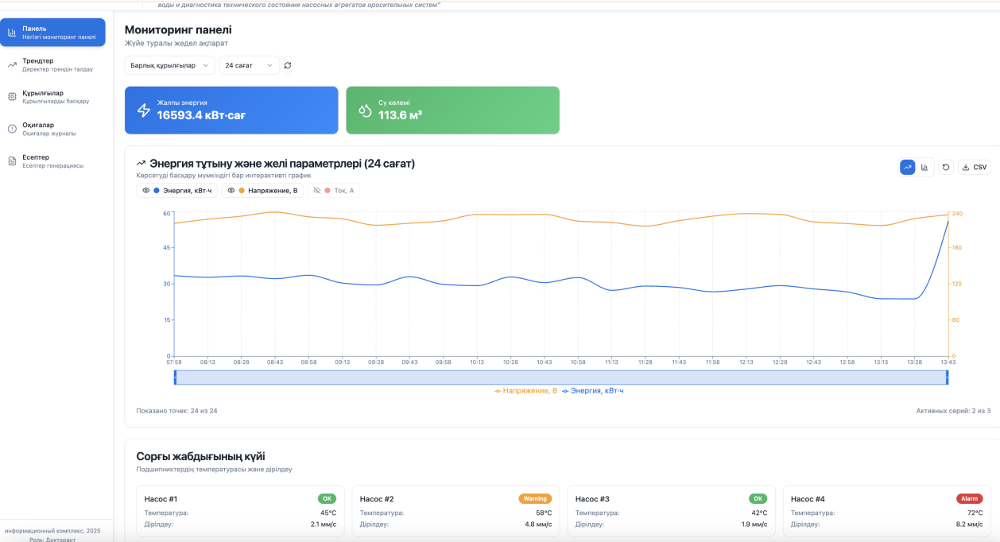 воды и диагностика технического состояния насосных агрегатов оросительных систем"
Панель
Негізгі мониторинг панелі
Трендтер
Деректер трендін талдау
Құрылғылар
Құрылғыларды басқару
Оқиғалар
Оқиғалар журналы
Есептер
Есептер генерациясы
информационный комплекс, 2025
Роль: Докторант
Мониторинг панелі
Жүйе туралы жедел ақпарат
Барлық құрылғылар
24 сағат
Жалпы энергия
16593.4 кВт·сағ
Су көлемі
113.6 м³
Энергия тұтыну және желі параметрлері (24 сағат)
Көрсетуді басқару мүмкіндігі бар интерактивті график
CSV
Энергия, кВт·ч
Напряжение, В
Ток, А
60
45
30
15
0
240
180
120
60
0
07:58 08:13 08:28 08:43 08:58 09:13 09:28 09:43 09:58 10:13 10:28 10:43 10:58 11:13 11:28 11:43 11:58 12:13 12:28 12:43 12:58 13:13 13:28 13:43
Напряжение, В Энергия, кВт·ч
Показано точек: 24 из 24
Активных серий: 2 из 3
Сорғы жабдығының күйі
Подшипниктердің температурасы және дірілдеу
Насос #1 OK
Температура: 45°C
Дірілдеу: 2.1 мм/с
Насос #2 Warning
Температура: 58°C
Дірілдеу: 4.8 мм/с
Насос #3 OK
Температура: 42°C
Дірілдеу: 1.9 мм/с
Насос #4 Alarm
Температура: 72°C
Дірілдеу: 8.2 мм/с